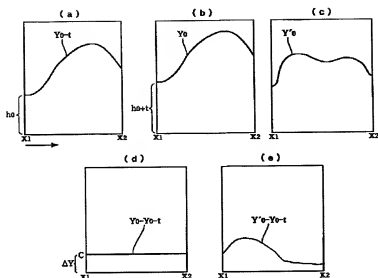 (a)
Y0-t
h0
X1
X2
(b)
Y0
h0+t
X1
X2
(c)
Y'0
X1
X2
(d)
Y0-Y0-t
C
ΔY
X1
X2
(e)
Y'0-Y0-t
X1
X2